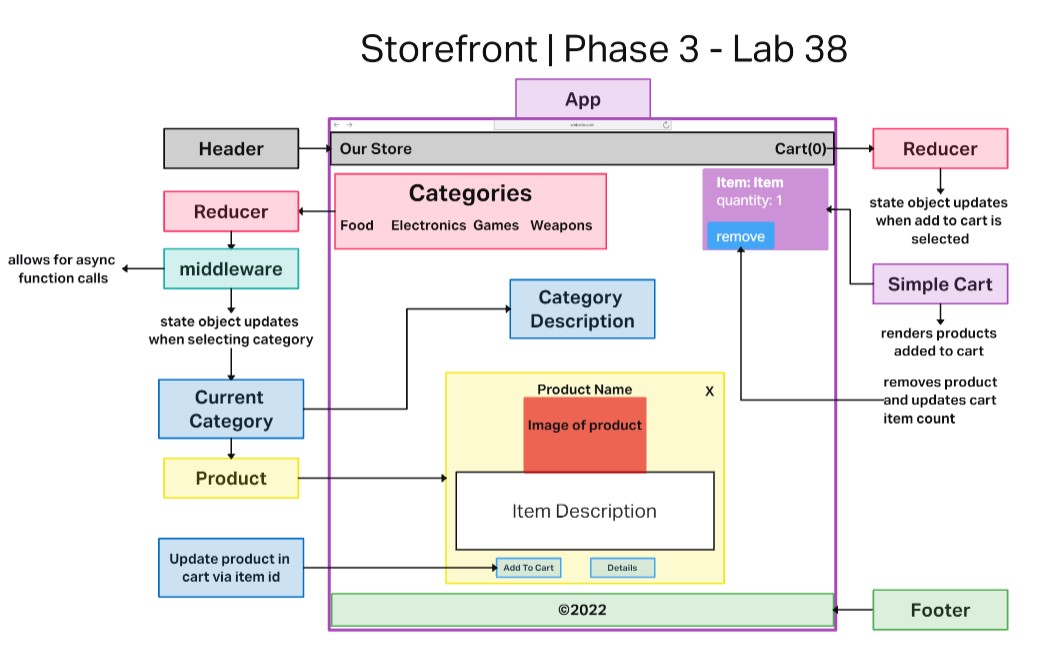 Storefront | Phase 3 - Lab 38
App
Header
Our Store
Cart(0)
Reducer
Categories
Food Electronics Games Weapons
Item: Item
quantity: 1
remove
state object updates
when add to cart is
selected
Reducer
middleware
allows for async
function calls
state object updates
when selecting category
Simple Cart
renders products
added to cart
Category
Description
removes product
and updates cart
item count
Current
Category
Product Name
X
Image of product
Product
Item Description
Update product in
cart via item id
Add To Cart
Details
©2022
Footer